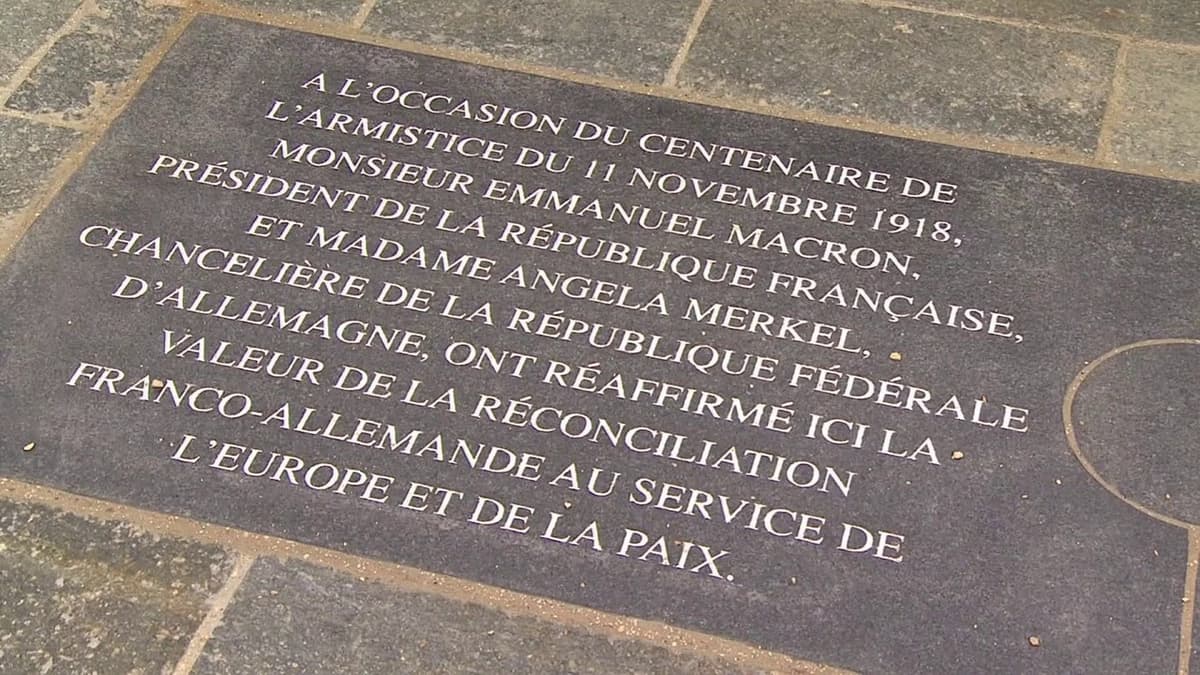 A L'OCCASION DU CENTENAIRE DE
L'ARMISTICE DU 11 NOVEMBRE 1918,
MONSIEUR EMMANUEL MACRON,
PRÉSIDENT DE LA RÉPUBLIQUE FRANÇAISE,
ET MADAME ANGELA MERKEL,
CHANCELIÈRE DE LA RÉPUBLIQUE FÉDÉRALE
D'ALLEMAGNE, ONT RÉAFFIRMÉ ICI LA
VALEUR DE LA RÉCONCILIATION
FRANCO-ALLEMANDE AU SERVICE DE
L'EUROPE ET DE LA PAIX.